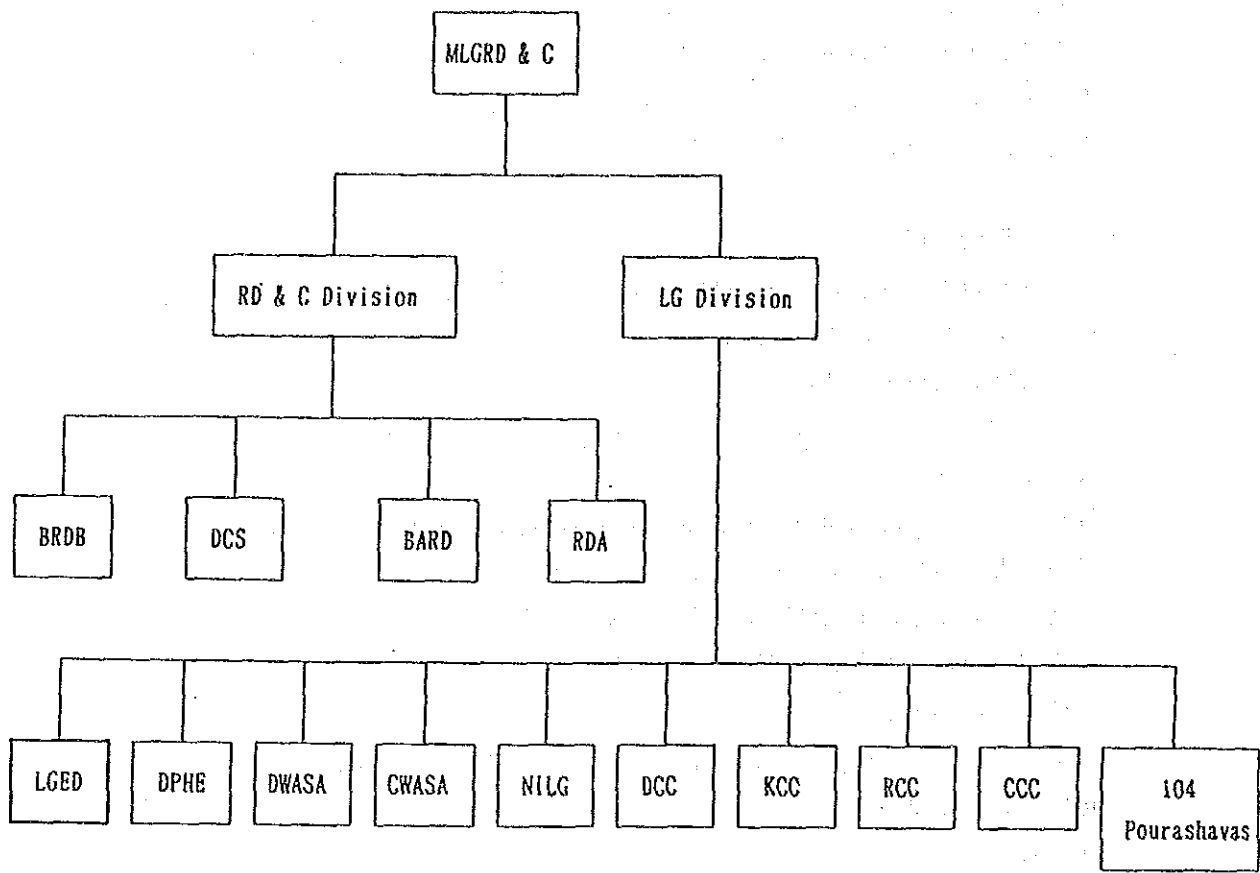 MLGRD & C
RD & C Division
LG Division
BRDB
DCS
BARD
RDA
LGED
DPHE
DWASA
CWASA
NILG
DCC
KCC
RCC
CCC
104
Pourashavas